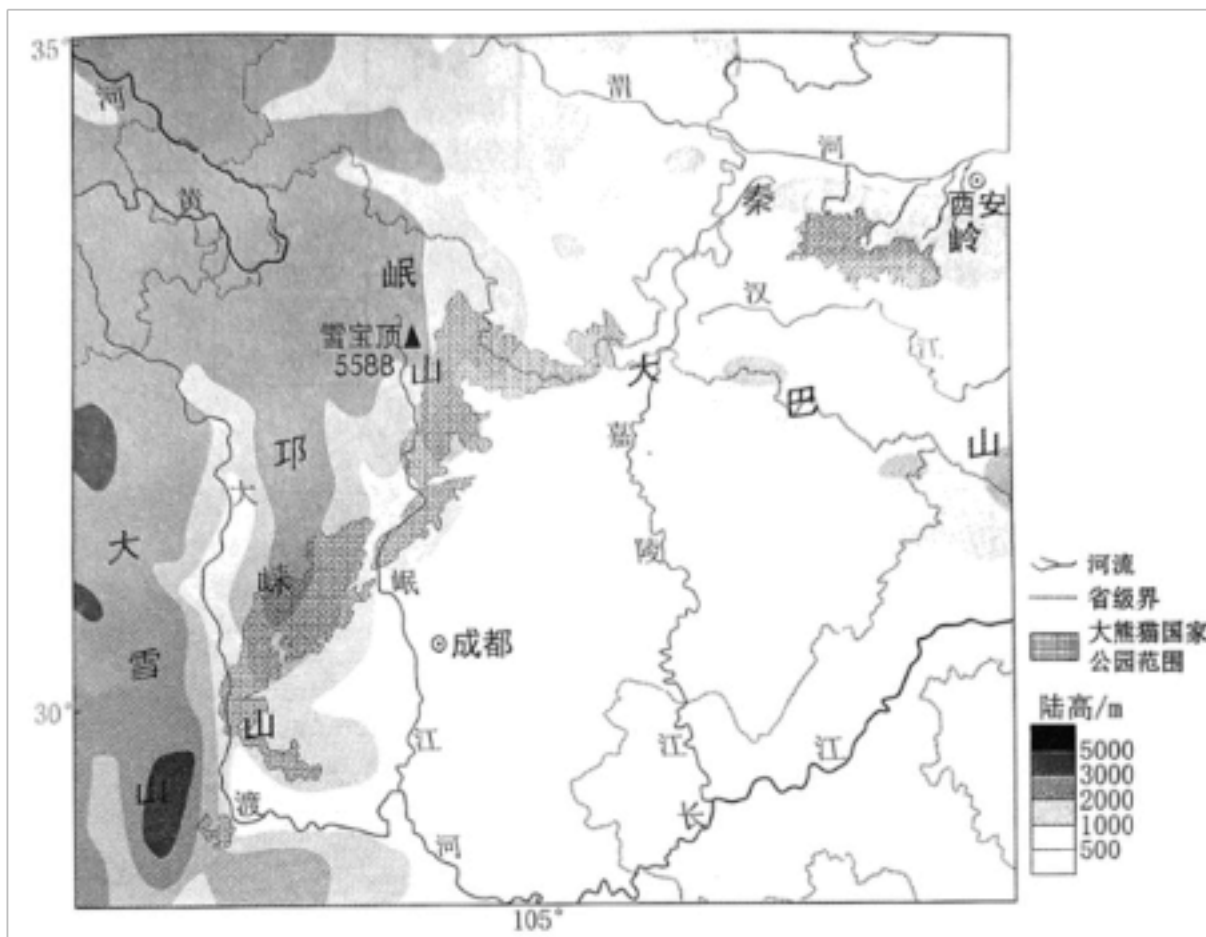 35°
河
渭
河
黄
秦
西安
岭
岷
汉
雪宝顶
5588
山
江
大
巴
邛
嘉
山
大
大
陵
崃
岷
成都
雪
30°
山
江
江
江
山
渡
长
河
105°
河流
省级界
大熊猫国家
公园范围
陆高/m
5000
3000
2000
1000
500